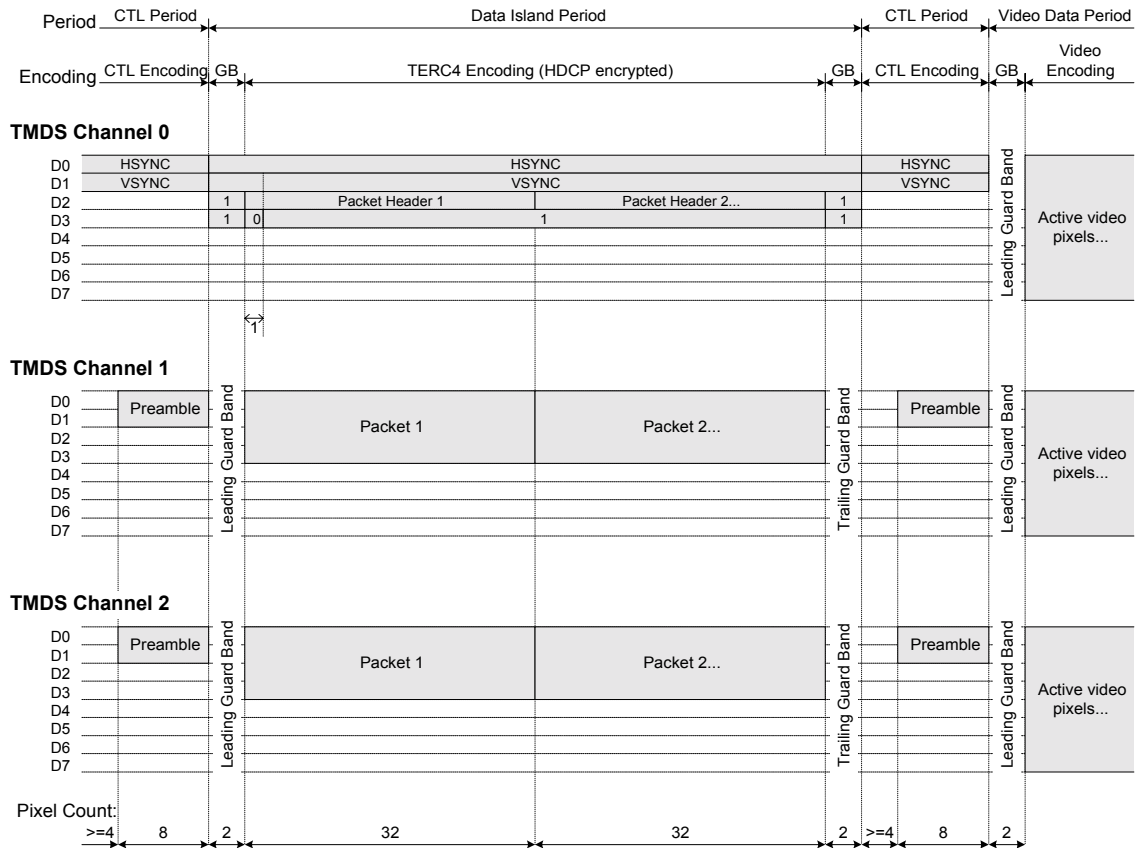 Period CTL Period Data Island Period CTL Period Video Data Period
Encoding CTL Encoding GB TERC4 Encoding (HDCP encrypted) GB CTL Encoding GB Video Encoding
TMDS Channel 0
D0 HSYNC HSYNC HSYNC
D1 VSYNC VSYNC VSYNC
D2 1 Packet Header 1 Packet Header 2... 1
D3 1 0 1 1
D4
D5
D6
D7
Leading Guard Band
Active video
pixels...
1
TMDS Channel 1
D0
D1
D2
D3
D4
D5
D6
D7
Preamble
Leading Guard Band
Packet 1
Packet 2...
Trailing Guard Band
Preamble
Leading Guard Band
Active video
pixels...
TMDS Channel 2
D0
D1
D2
D3
D4
D5
D6
D7
Preamble
Leading Guard Band
Packet 1
Packet 2...
Trailing Guard Band
Preamble
Leading Guard Band
Active video
pixels...
Pixel Count:
>=4 8 2 32 32 2 >=4 8 2